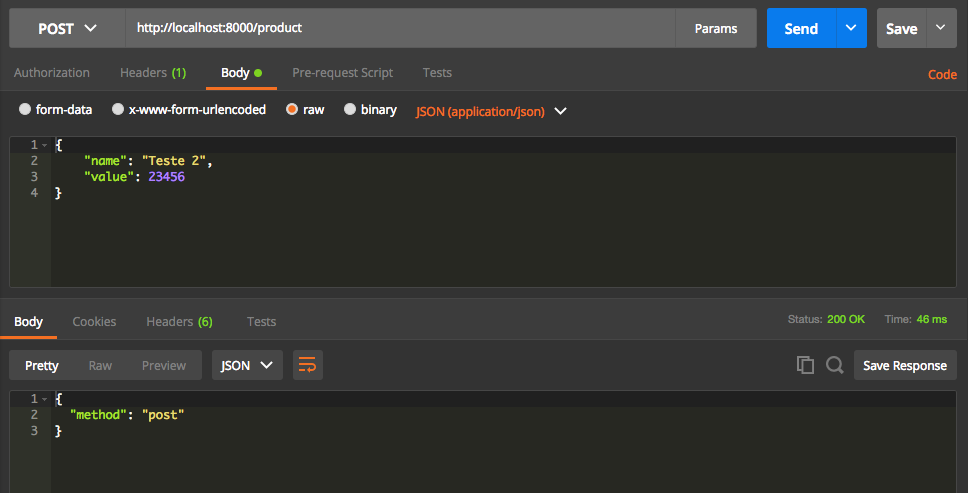 POST http://localhost:8000/product Params Send Save
Authorization Headers (1) Body Pre-request Script Tests Code
form-data x-www-form-urlencoded raw binary JSON (application/json)
1 {
2 "name": "Teste 2",
3 "value": 23456
4 }
Body Cookies Headers (6) Tests Status: 200 OK Time: 46 ms
Pretty Raw Preview JSON Save Response
1 {
2 "method": "post"
3 }